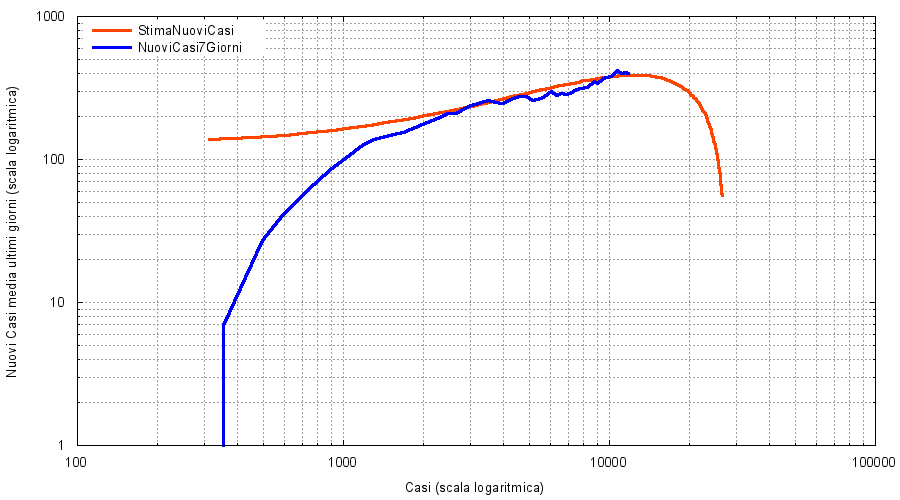 1000
StimaNuoviCasi
NuoviCasi7Giorni
100
10
1
Nuovi Casi media ultimi giorni (scala logaritmica)
100 1000 10000 100000
Casi (scala logaritmica)